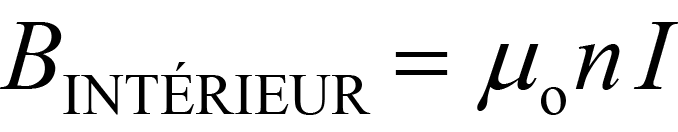 B_INTÉRIEUR = μ_o n I